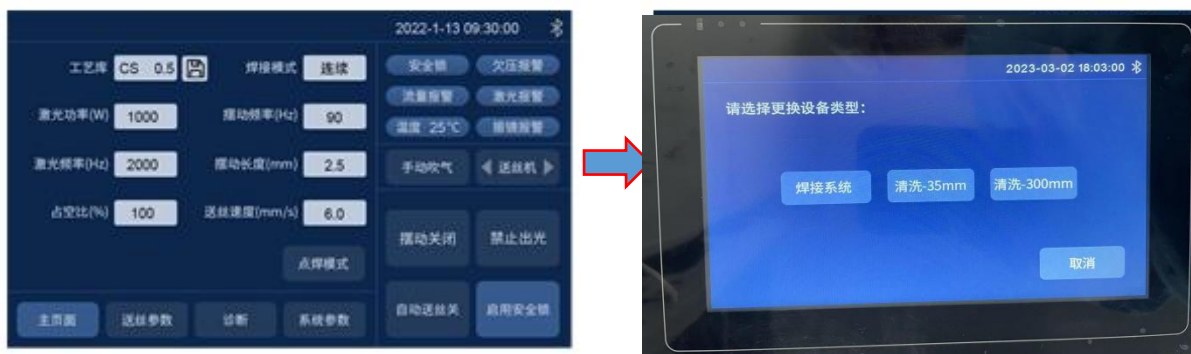 2022-1-13 09:30:00
工艺库 CS 0.5 焊接模式 连续
安全锁 欠压报警
激光功率(W) 1000 摆动频率(Hz) 90
流量报警 激光报警
温度 25°C 振镜报警
激光频率(Hz) 2000 摆动长度(mm) 2.5
手动吹气 送丝机
占空比(%) 100 送丝速度(mm/s) 6.0
摆动关闭 禁止出光
点焊模式
自动送丝关 启用安全锁
主页面 送丝参数 诊断 系统参数
2023-03-02 18:03:00
请选择更换设备类型：
焊接系统 清洗-35mm 清洗-300mm
取消